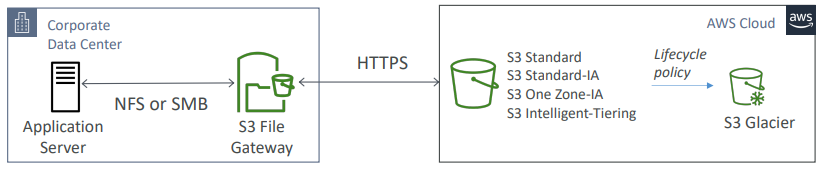 Corporate
Data Center
Application
Server
NFS or SMB
S3 File
Gateway
HTTPS
AWS Cloud
aws
S3 Standard
S3 Standard-IA
S3 One Zone-IA
S3 Intelligent-Tiering
Lifecycle
policy
S3 Glacier